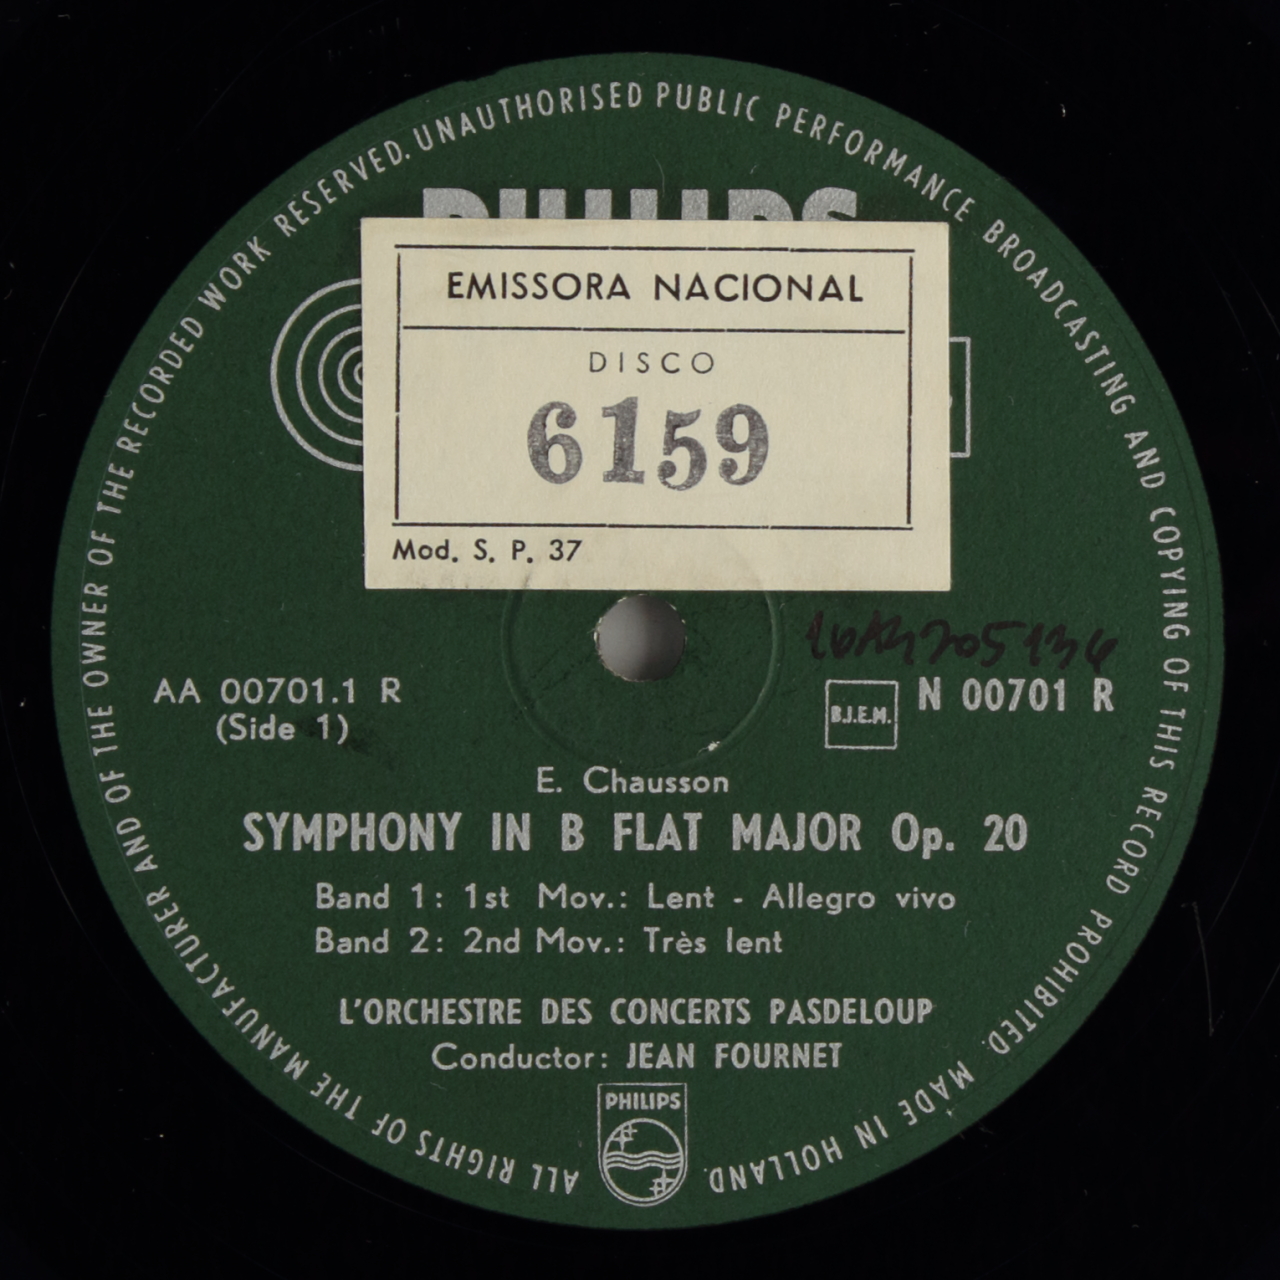 ALL RIGHTS OF THE MANUFACTURER AND OF THE OWNER OF THE RECORDED WORK RESERVED. UNAUTHORISED PUBLIC PERFORMANCE BROADCASTING AND COPYING OF THIS RECORD PROHIBITED. MADE IN HOLLAND.
PHILIPS
EMISSORA NACIONAL
DISCO
6159
Mod. S. P. 37
AA 00701.1 R
(Side 1)
B.I.E.M.
N 00701 R
E. Chausson
SYMPHONY IN B FLAT MAJOR Op. 20
Band 1: 1st Mov.: Lent - Allegro vivo
Band 2: 2nd Mov.: Très lent
L'ORCHESTRE DES CONCERTS PASDELOUP
Conductor: JEAN FOURNET
PHILIPS